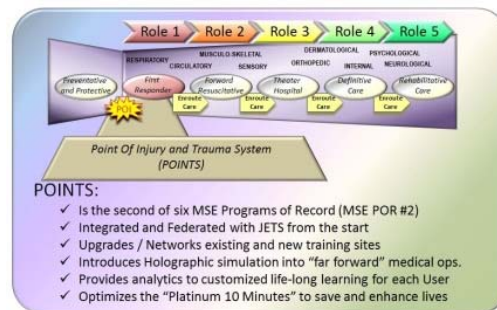 Role 1 Role 2 Role 3 Role 4 Role 5
RESPIRATORY
CIRCULATORY
MUSCULO-SKELETAL
SENSORY
DERMATOLOGICAL
ORTHOPEDIC
INTERNAL
PSYCHOLOGICAL
NEUROLOGICAL
Preventative
and Protective
First
Responder
Forward
Resuscitative
Theater
Hospital
Definitive
Care
Rehabilitative
Care
POI
Enroute
Care
Enroute
Care
Enroute
Care
Enroute
Care
Point Of Injury and Trauma System
(POINTS)
POINTS:
✓ Is the second of six MSE Programs of Record (MSE POR #2)
✓ Integrated and Federated with JETS from the start
✓ Upgrades / Networks existing and new training sites
✓ Introduces Holographic simulation into “far forward” medical ops.
✓ Provides analytics to customized life-long learning for each User
✓ Optimizes the “Platinum 10 Minutes” to save and enhance lives